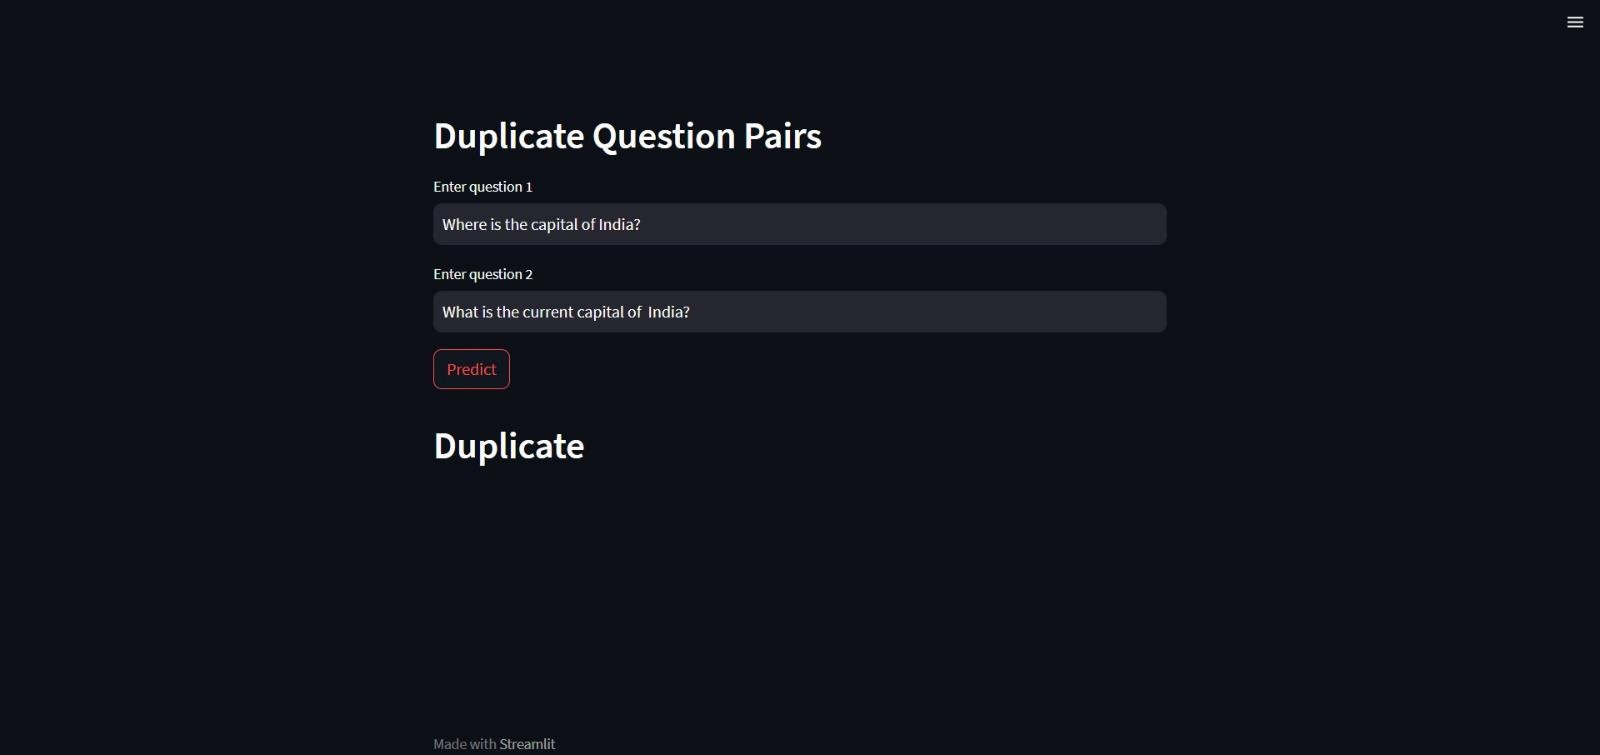 Duplicate Question Pairs
Enter question 1
Where is the capital of India?
Enter question 2
What is the current capital of  India?
Predict
Duplicate
Made with Streamlit